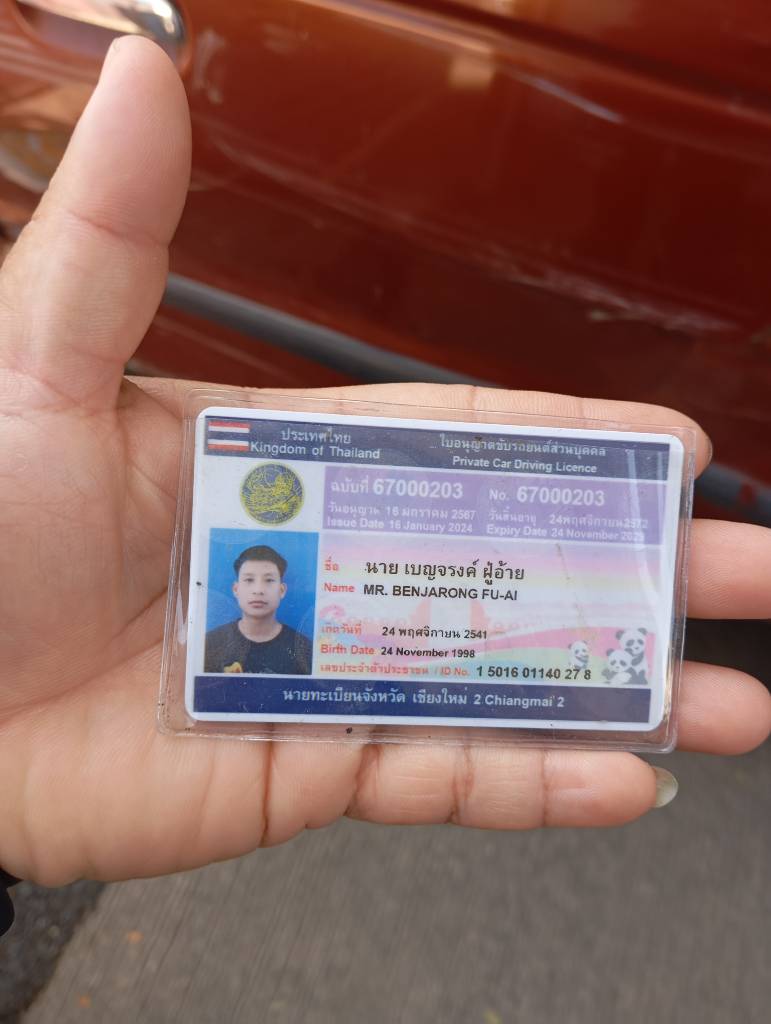 ประเทศไทย
Kingdom of Thailand
ใบอนุญาตขับรถยนต์ส่วนบุคคล
Private Car Driving Licence
ฉบับที่ 67000203 No. 67000203
วันอนุญาต 16 มกราคม 2567 วันสิ้นอายุ 24 พฤศจิกายน 2572
Issue Date 16 January 2024 Expiry Date 24 November 2029
ชื่อ นาย เบญจรงค์ ฝู่อ้าย
Name MR. BENJARONG FU-AI
เกิดวันที่ 24 พฤศจิกายน 2541
Birth Date 24 November 1998
เลขประจำตัวประชาชน / ID No. 1 5016 01140 27 8
นายทะเบียนจังหวัด เชียงใหม่ 2 Chiangmai 2